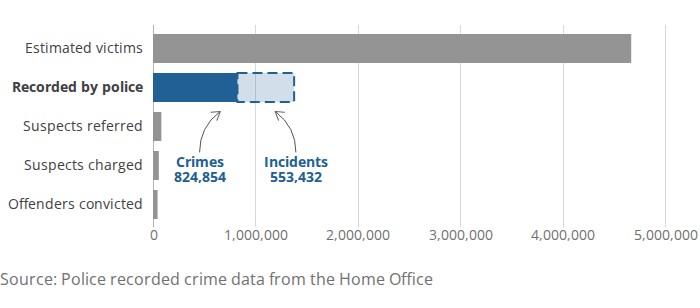 Estimated victims
Recorded by police
Suspects referred
Suspects charged
Offenders convicted
Crimes
824,854
Incidents
553,432
0 1,000,000 2,000,000 3,000,000 4,000,000 5,000,000
Source: Police recorded crime data from the Home Office